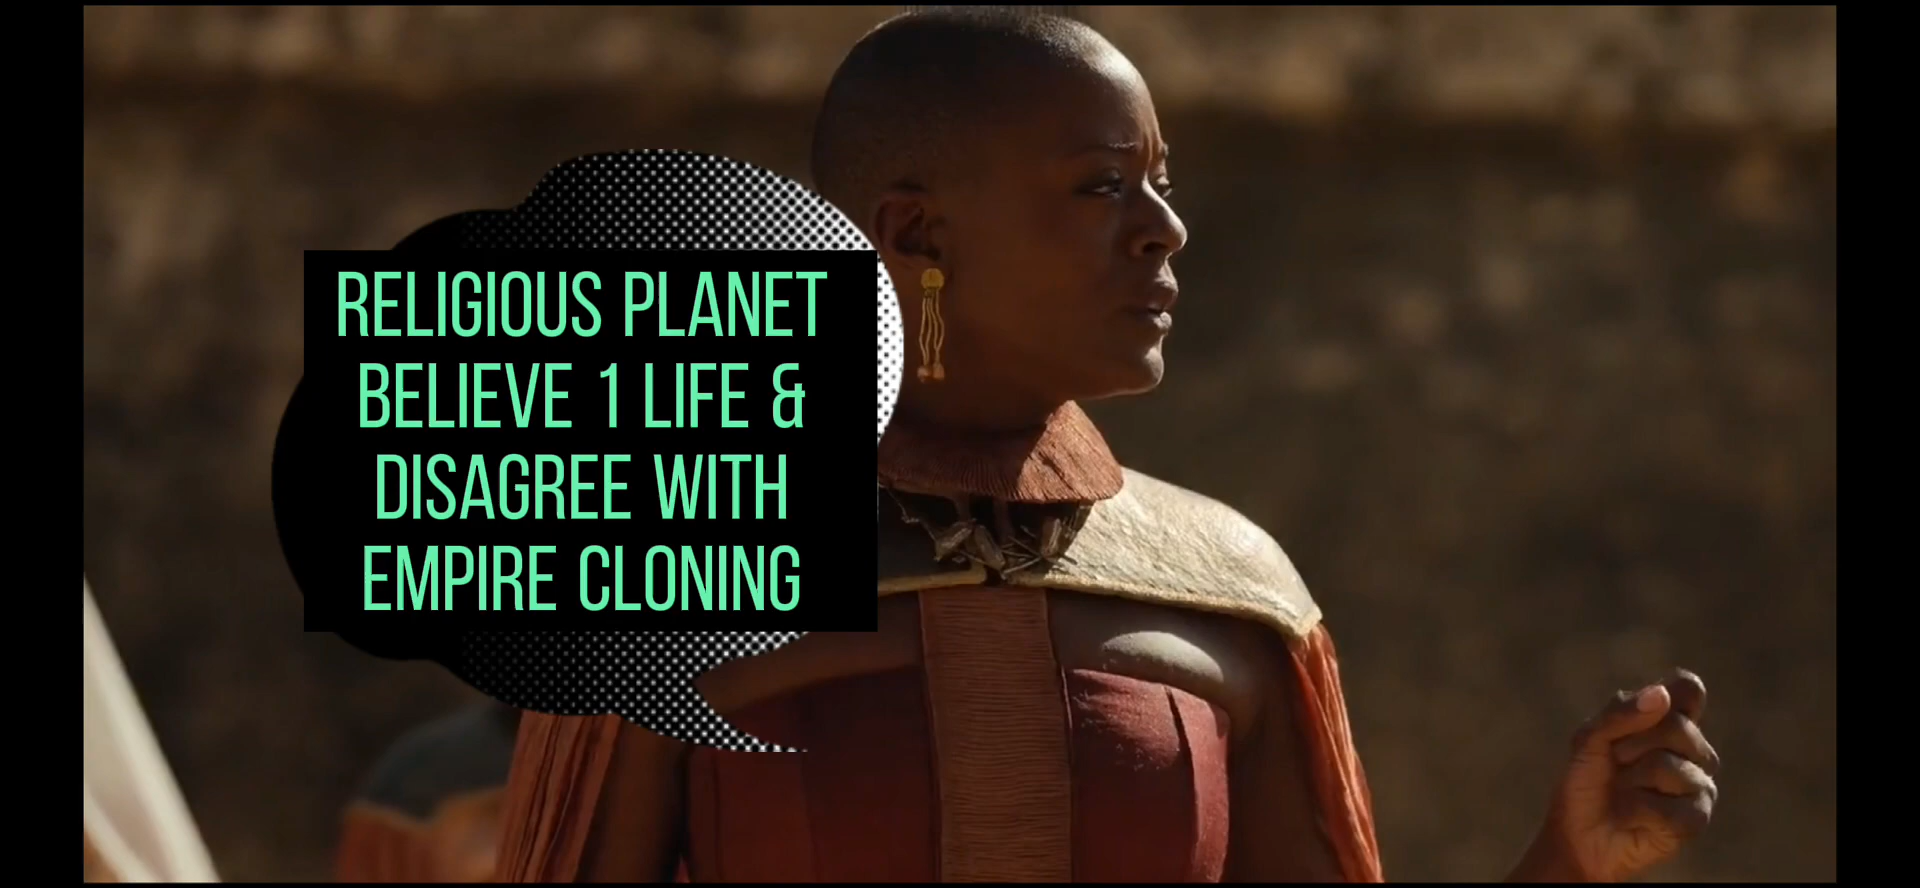 RELIGIOUS PLANET
BELIEVE 1 LIFE &
DISAGREE WITH
EMPIRE CLONING